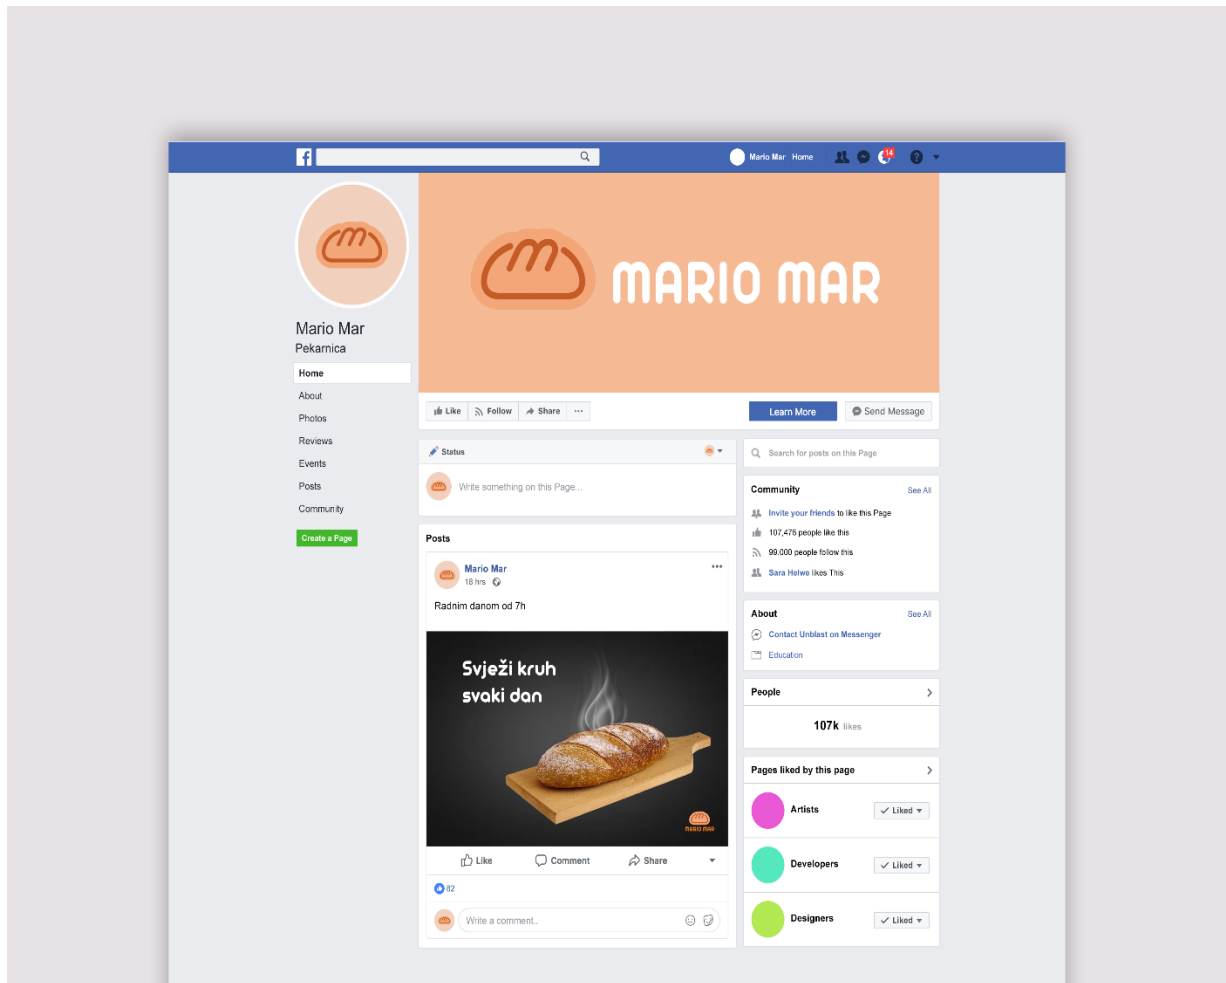 Mario Mar Home
14
MARIO MAR
Mario Mar
Pekarnica
Home
About
Photos
Reviews
Events
Posts
Community
Create a Page
Like Follow Share ...
Learn More
Send Message
Status
Write something on this Page...
Posts
Mario Mar
18 hrs
Radnim danom od 7h
Svježi kruh
svaki dan
MARIO MAR
Like Comment Share
82
Write a comment..
Search for posts on this Page
Community See All
Invite your friends to like this Page
107,476 people like this
99,000 people follow this
Sara Helwe likes This
About See All
Contact Unblast on Messenger
Education
People
107k likes
Pages liked by this page
Artists Liked
Developers Liked
Designers Liked